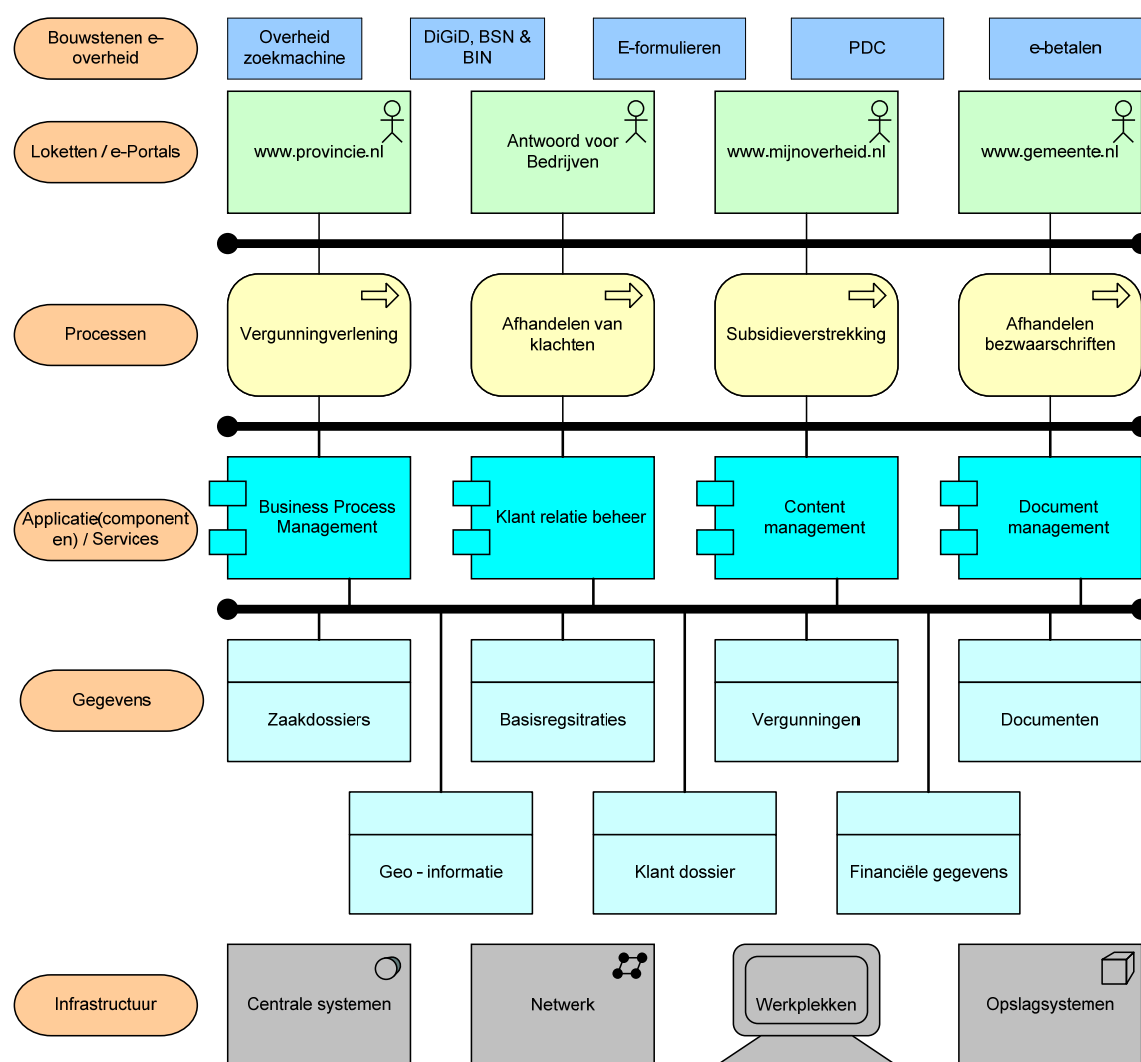 Bouwstenen e-
overheid
Overheid
zoekmachine
DiGiD, BSN &
BIN
E-formulieren
PDC
e-betalen
Loketten / e-Portals
www.provincie.nl
Antwoord voor
Bedrijven
www.mijnoverheid.nl
www.gemeente.nl
Processen
Vergunningverlening
Afhandelen van
klachten
Subsidieverstrekking
Afhandelen
bezwaarschriften
Applicatie(component
en) / Services
Business Process
Management
Klant relatie beheer
Content
management
Document
management
Gegevens
Zaakdossiers
Basisregsitraties
Vergunningen
Documenten
Geo - informatie
Klant dossier
Financiële gegevens
Infrastructuur
Centrale systemen
Netwerk
Werkplekken
Opslagsystemen